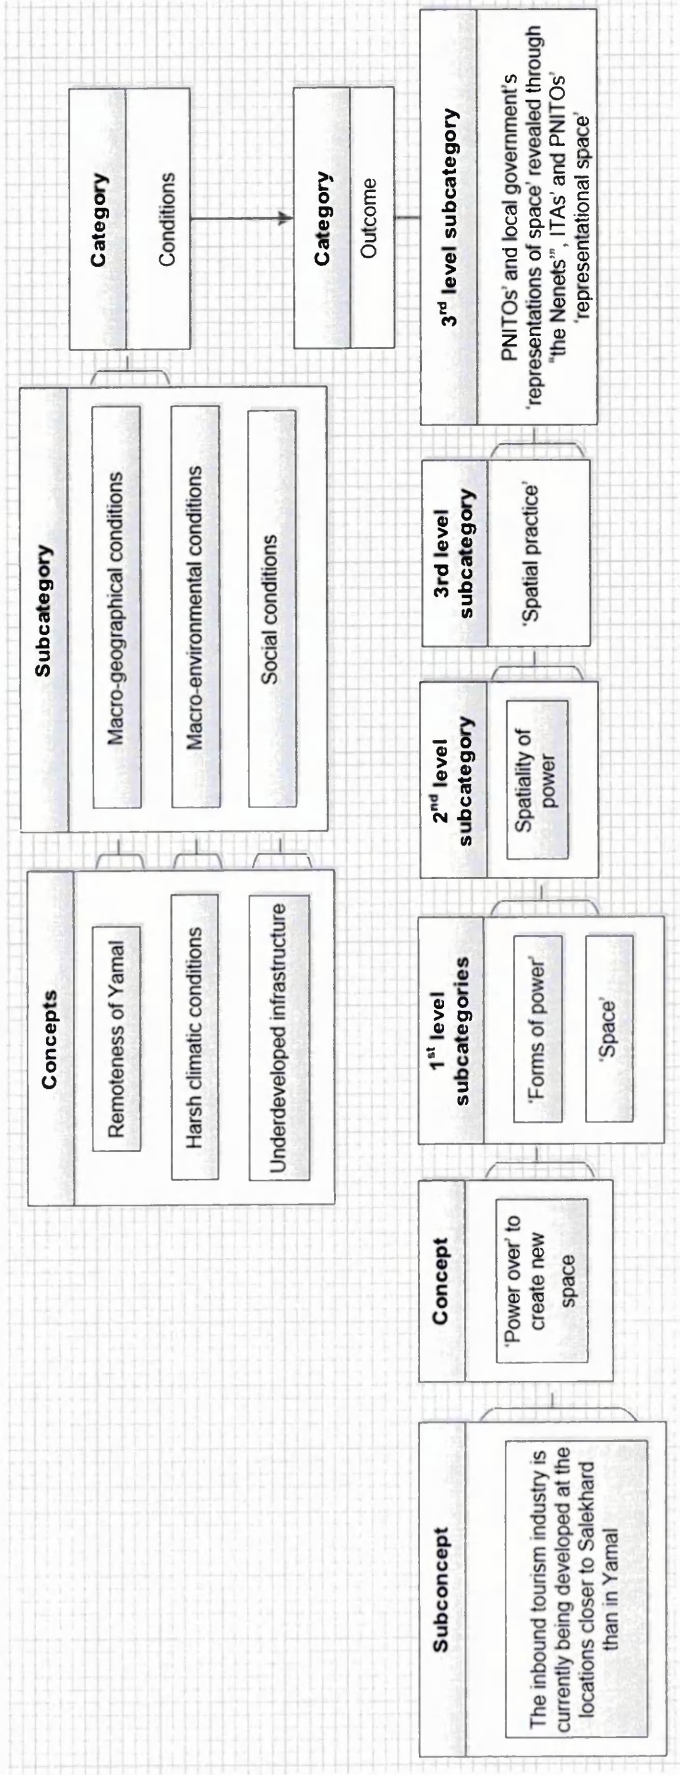 Concepts
Remoteness of Yamal
Harsh climatic conditions
Underdeveloped infrastructure
Subcategory
Macro-geographical conditions
Macro-environmental conditions
Social conditions
Category
Conditions
Category
Outcome
Subconcept
The inbound tourism industry is
currently being developed at the
locations closer to Salekhard
than in Yamal
Concept
'Power over' to
create new
space
1st level
subcategories
'Forms of power'
'Space'
2nd level
subcategory
Spatiality of
power
3rd level
subcategory
'Spatial practice'
3rd level subcategory
PNITOs' and local government's
'representations of space' revealed through
"the Nenets'", ITAs' and PNITOs'
'representational space'